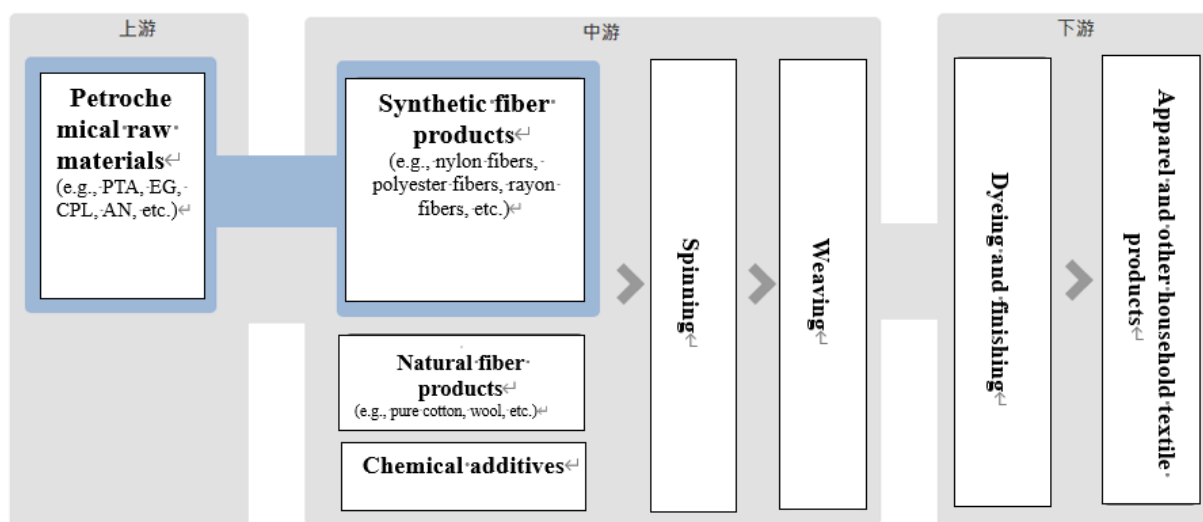 上游
中游
下游
Petroche
mical raw
materials
(e.g., PTA, EG,
CPL, AN, etc.)
Synthetic fiber
products
(e.g., nylon fibers,
polyester fibers, rayon
fibers, etc.)
Natural fiber
products
(e.g., pure cotton, wool, etc.)
Chemical additives
Spinning
Weaving
Dyeing and finishing
Apparel and other household textile
products